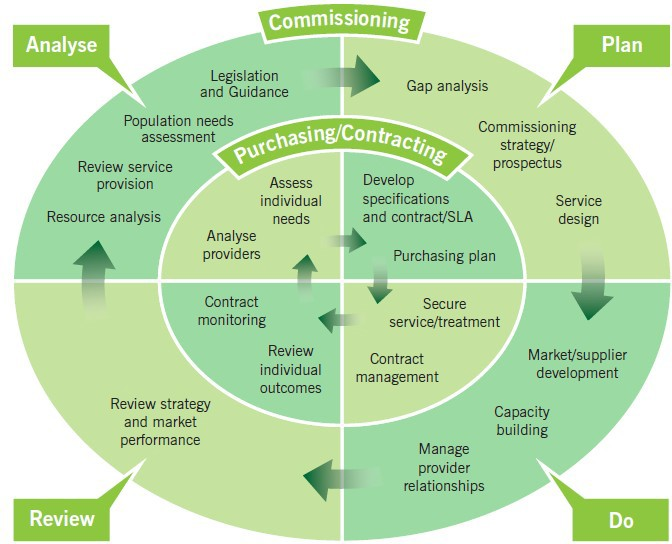 Commissioning
Analyse
Plan
Legislation
and Guidance
Gap analysis
Population needs
assessment
Commissioning
strategy/
prospectus
Purchasing/Contracting
Review service
provision
Assess
individual
needs
Develop
specifications
and contract/SLA
Service
design
Resource analysis
Analyse
providers
Purchasing plan
Contract
monitoring
Secure
service/treatment
Review
individual
outcomes
Contract
management
Market/supplier
development
Review strategy
and market
performance
Capacity
building
Manage
provider
relationships
Review
Do